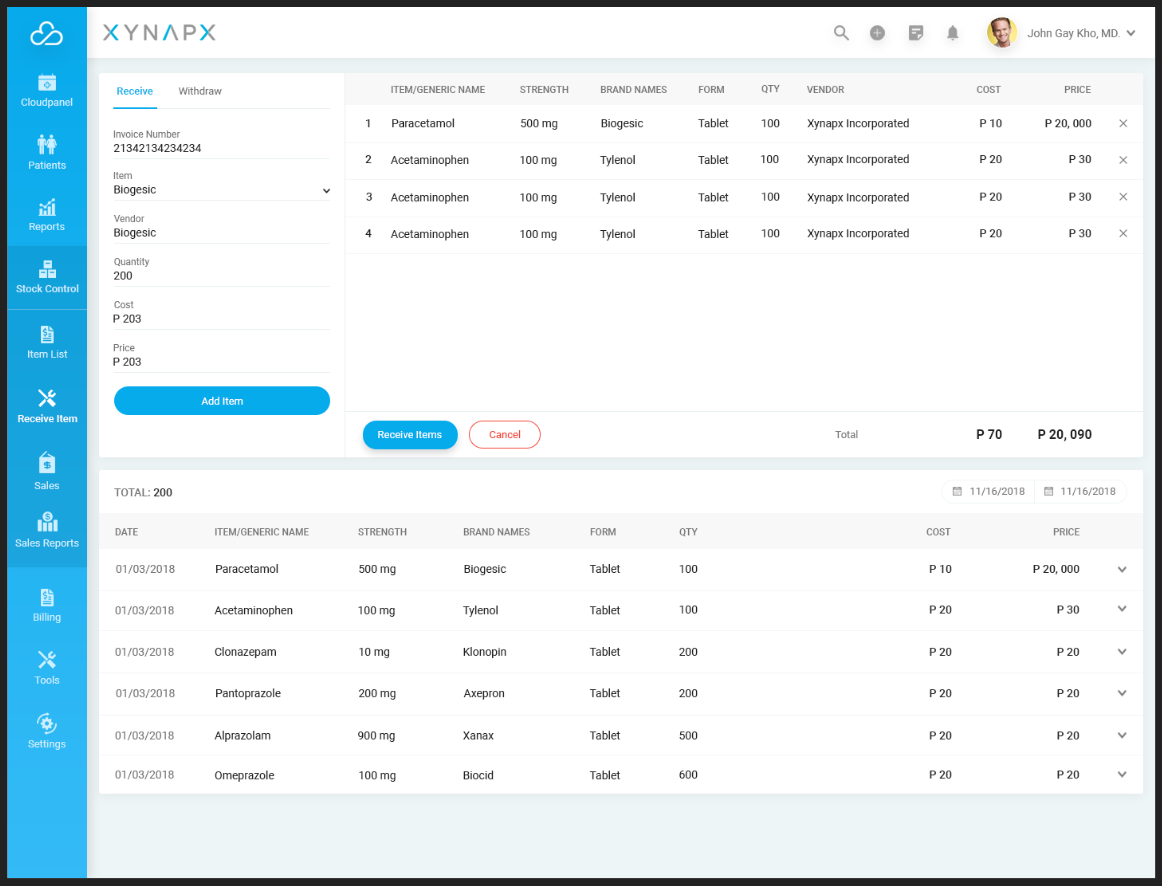 XYNAPX
John Gay Kho, MD.
Cloudpanel
Patients
Reports
Stock Control
Item List
Receive Item
Sales
Sales Reports
Billing
Tools
Settings
Receive Withdraw
Invoice Number
21342134234234
Item
Biogesic
Vendor
Biogesic
Quantity
200
Cost
P 203
Price
P 203
Add Item
ITEM/GENERIC NAME STRENGTH BRAND NAMES FORM QTY VENDOR COST PRICE
1 Paracetamol 500 mg Biogesic Tablet 100 Xynapx Incorporated P 10 P 20, 000
2 Acetaminophen 100 mg Tylenol Tablet 100 Xynapx Incorporated P 20 P 30
3 Acetaminophen 100 mg Tylenol Tablet 100 Xynapx Incorporated P 20 P 30
4 Acetaminophen 100 mg Tylenol Tablet 100 Xynapx Incorporated P 20 P 30
Receive Items Cancel Total P 70 P 20, 090
TOTAL: 200 11/16/2018 11/16/2018
DATE ITEM/GENERIC NAME STRENGTH BRAND NAMES FORM QTY COST PRICE
01/03/2018 Paracetamol 500 mg Biogesic Tablet 100 P 10 P 20, 000
01/03/2018 Acetaminophen 100 mg Tylenol Tablet 100 P 20 P 30
01/03/2018 Clonazepam 10 mg Klonopin Tablet 200 P 20 P 20
01/03/2018 Pantoprazole 200 mg Axepron Tablet 200 P 20 P 20
01/03/2018 Alprazolam 900 mg Xanax Tablet 500 P 20 P 20
01/03/2018 Omeprazole 100 mg Biocid Tablet 600 P 20 P 20